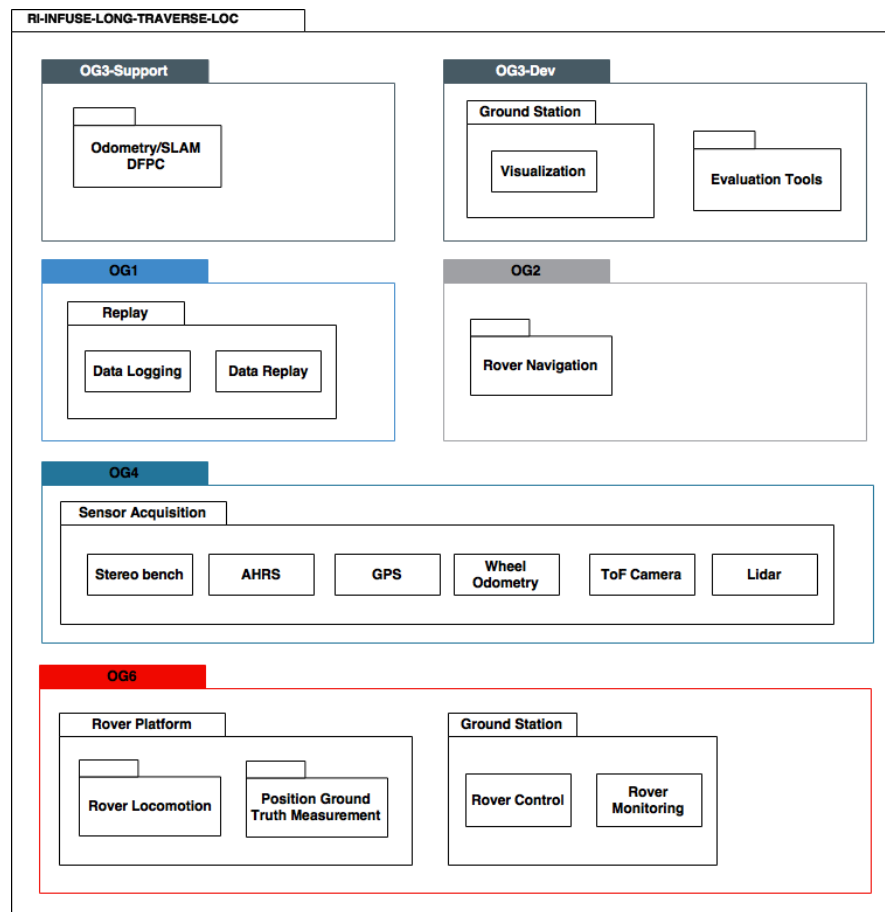 RI-INFUSE-LONG-TRAVERSE-LOC
OG3-Support
Odometry/SLAM
DFPC
OG3-Dev
Ground Station
Visualization
Evaluation Tools
OG1
Replay
Data Logging
Data Replay
OG2
Rover Navigation
OG4
Sensor Acquisition
Stereo bench
AHRS
GPS
Wheel
Odometry
ToF Camera
Lidar
OG6
Rover Platform
Rover Locomotion
Position Ground
Truth Measurement
Ground Station
Rover Control
Rover
Monitoring